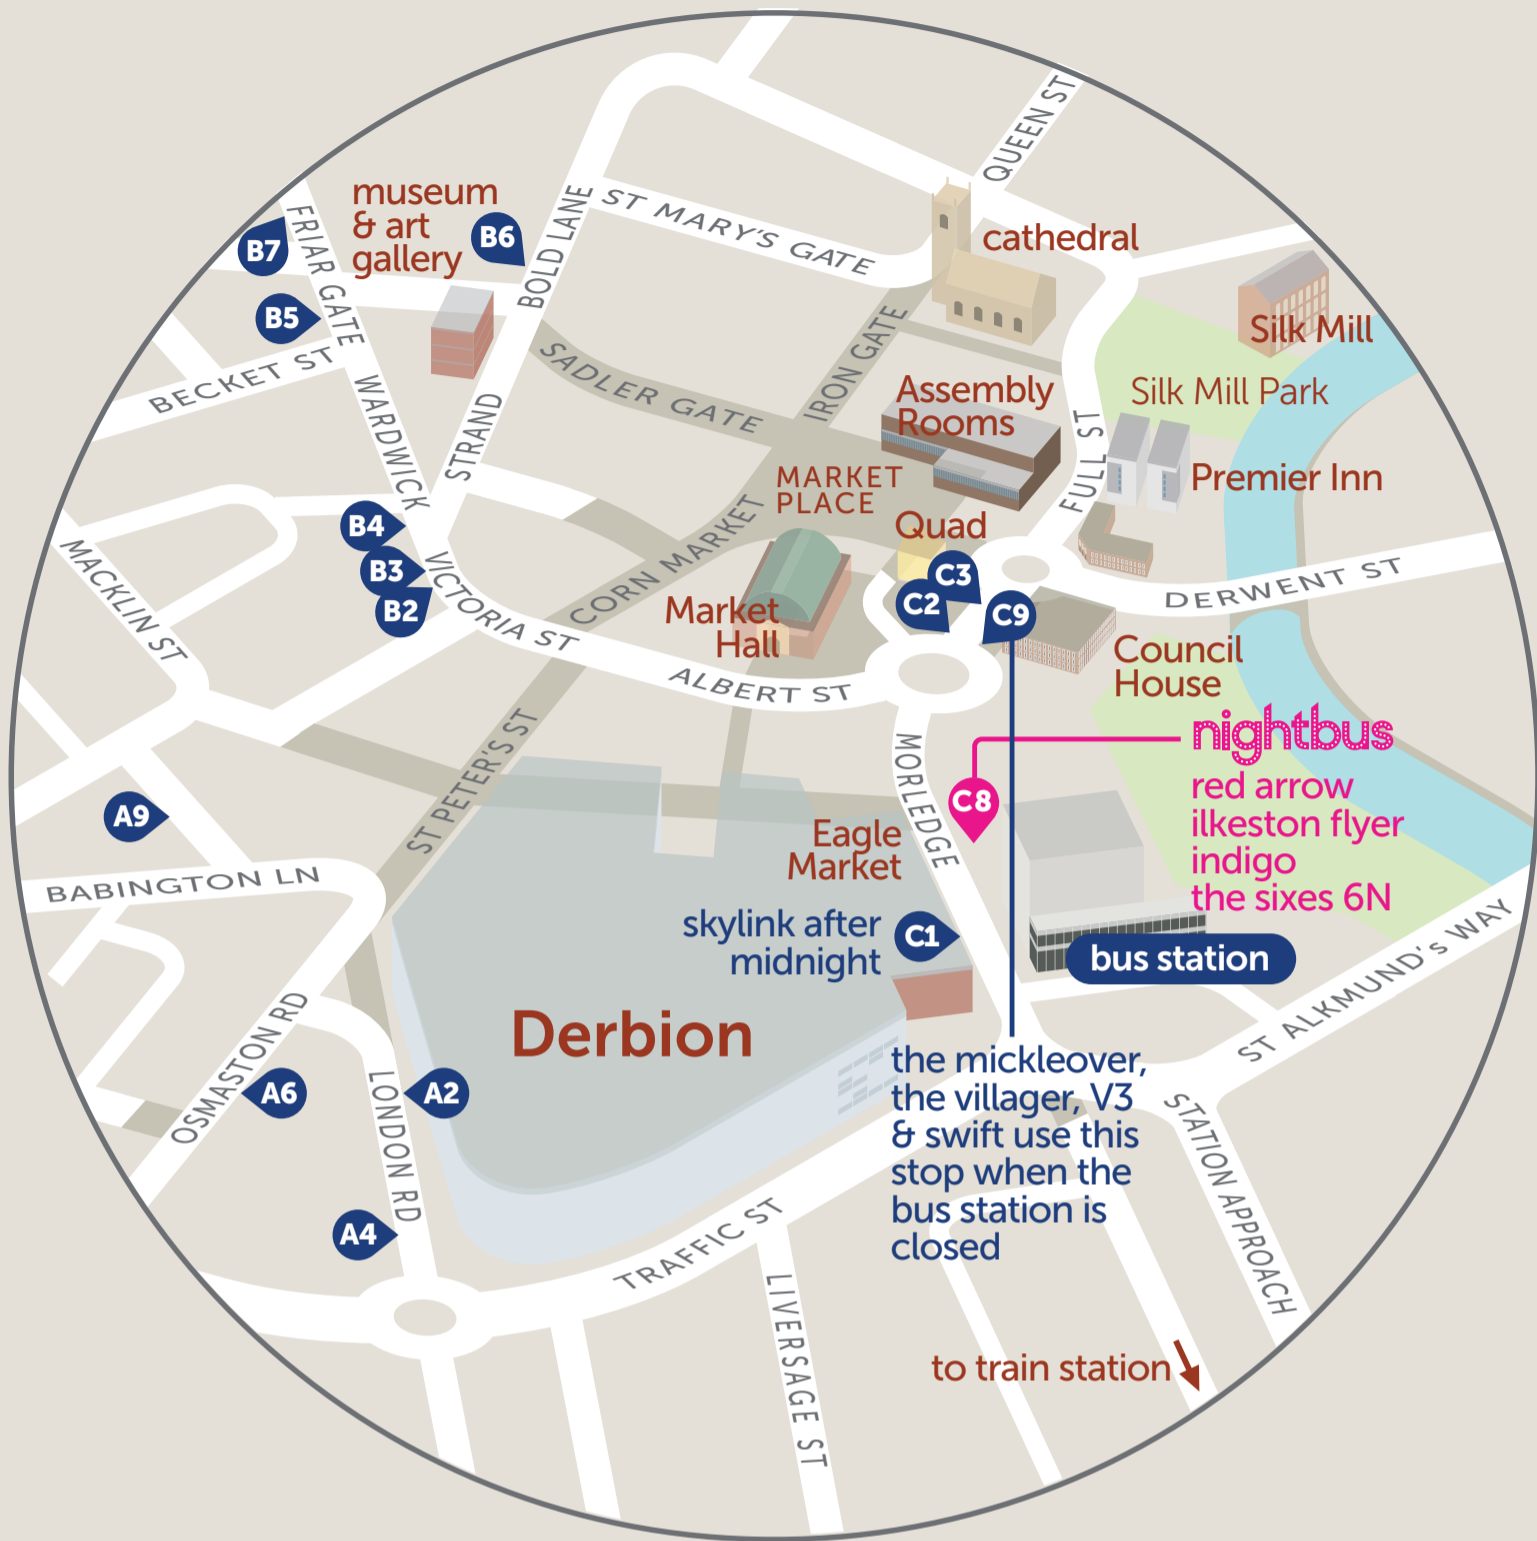 QUEEN ST
museum
& art
gallery
B6
B7
FRIAR GATE
BOLD LANE
ST MARY'S GATE
cathedral
B5
Silk Mill
BECKET ST
SADLER GATE
IRON GATE
Silk Mill Park
Assembly
Rooms
WARDWICK
STRAND
FULL ST
MARKET
PLACE
Premier Inn
B4
Quad
CORN MARKET
MACKLIN ST
B3
C3
DERWENT ST
B2
C2
C9
VICTORIA ST
Market
Hall
Council
House
ALBERT ST
nightbus
MORLEDGE
ST PETER'S ST
C8
red arrow
ilkeston flyer
indigo
the sixes 6N
A9
Eagle
Market
BABINGTON LN
skylink after
midnight
C1
bus station
ST ALKMUND's WAY
Derbion
the mickleover,
the villager, V3
& swift use this
stop when the
bus station is
closed
OSMASTON RD
A6
LONDON RD
A2
STATION APPROACH
A4
TRAFFIC ST
LIVERSAGE ST
to train station